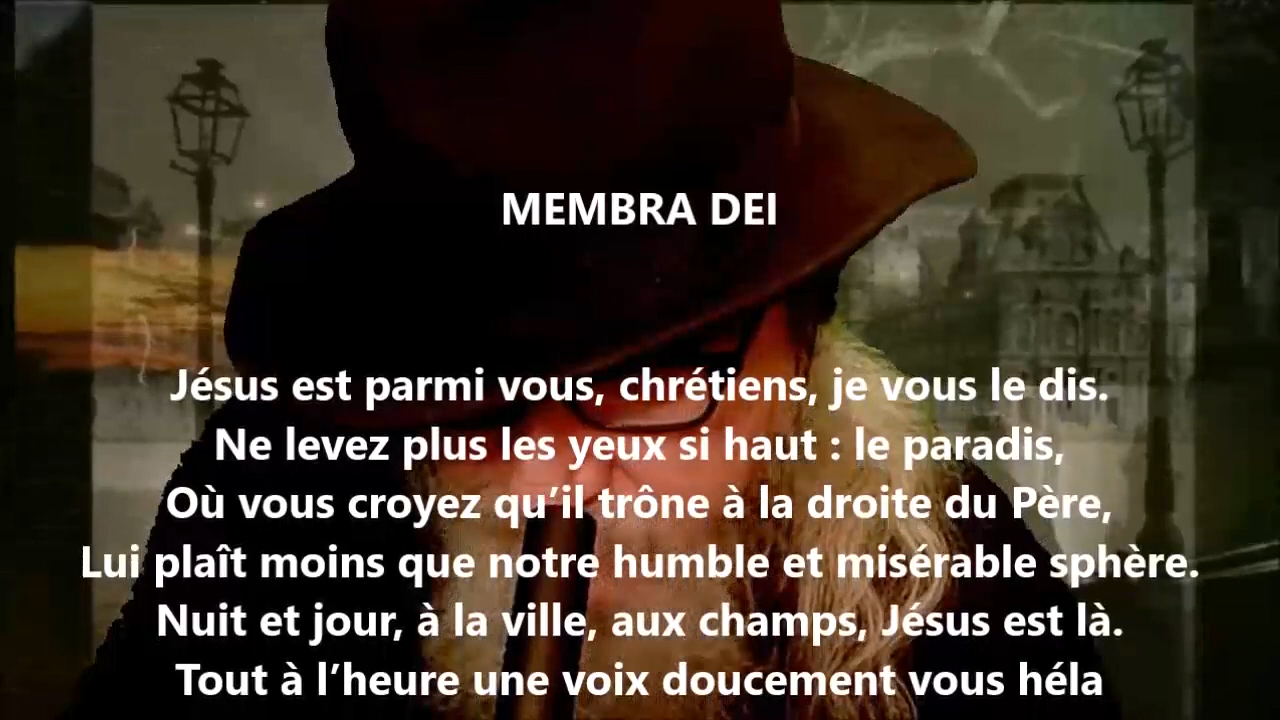 MEMBRA DEI
Jésus est parmi vous, chrétiens, je vous le dis.
Ne levez plus les yeux si haut : le paradis,
Où vous croyez qu’il trône à la droite du Père,
Lui plaît moins que notre humble et misérable sphère.
Nuit et jour, à la ville, aux champs, Jésus est là.
Tout à l’heure une voix doucement vous héla